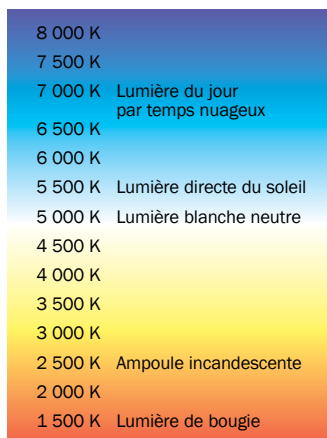 8 000 K
7 500 K
7 000 K Lumière du jour
par temps nuageux
6 500 K
6 000 K
5 500 K Lumière directe du soleil
5 000 K Lumière blanche neutre
4 500 K
4 000 K
3 500 K
3 000 K
2 500 K Ampoule incandescente
2 000 K
1 500 K Lumière de bougie